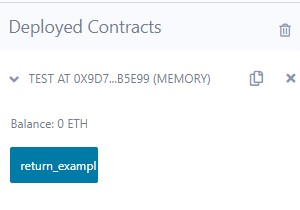 Deployed Contracts
TEST AT 0X9D7...B5E99 (MEMORY)
Balance: 0 ETH
return_exampl